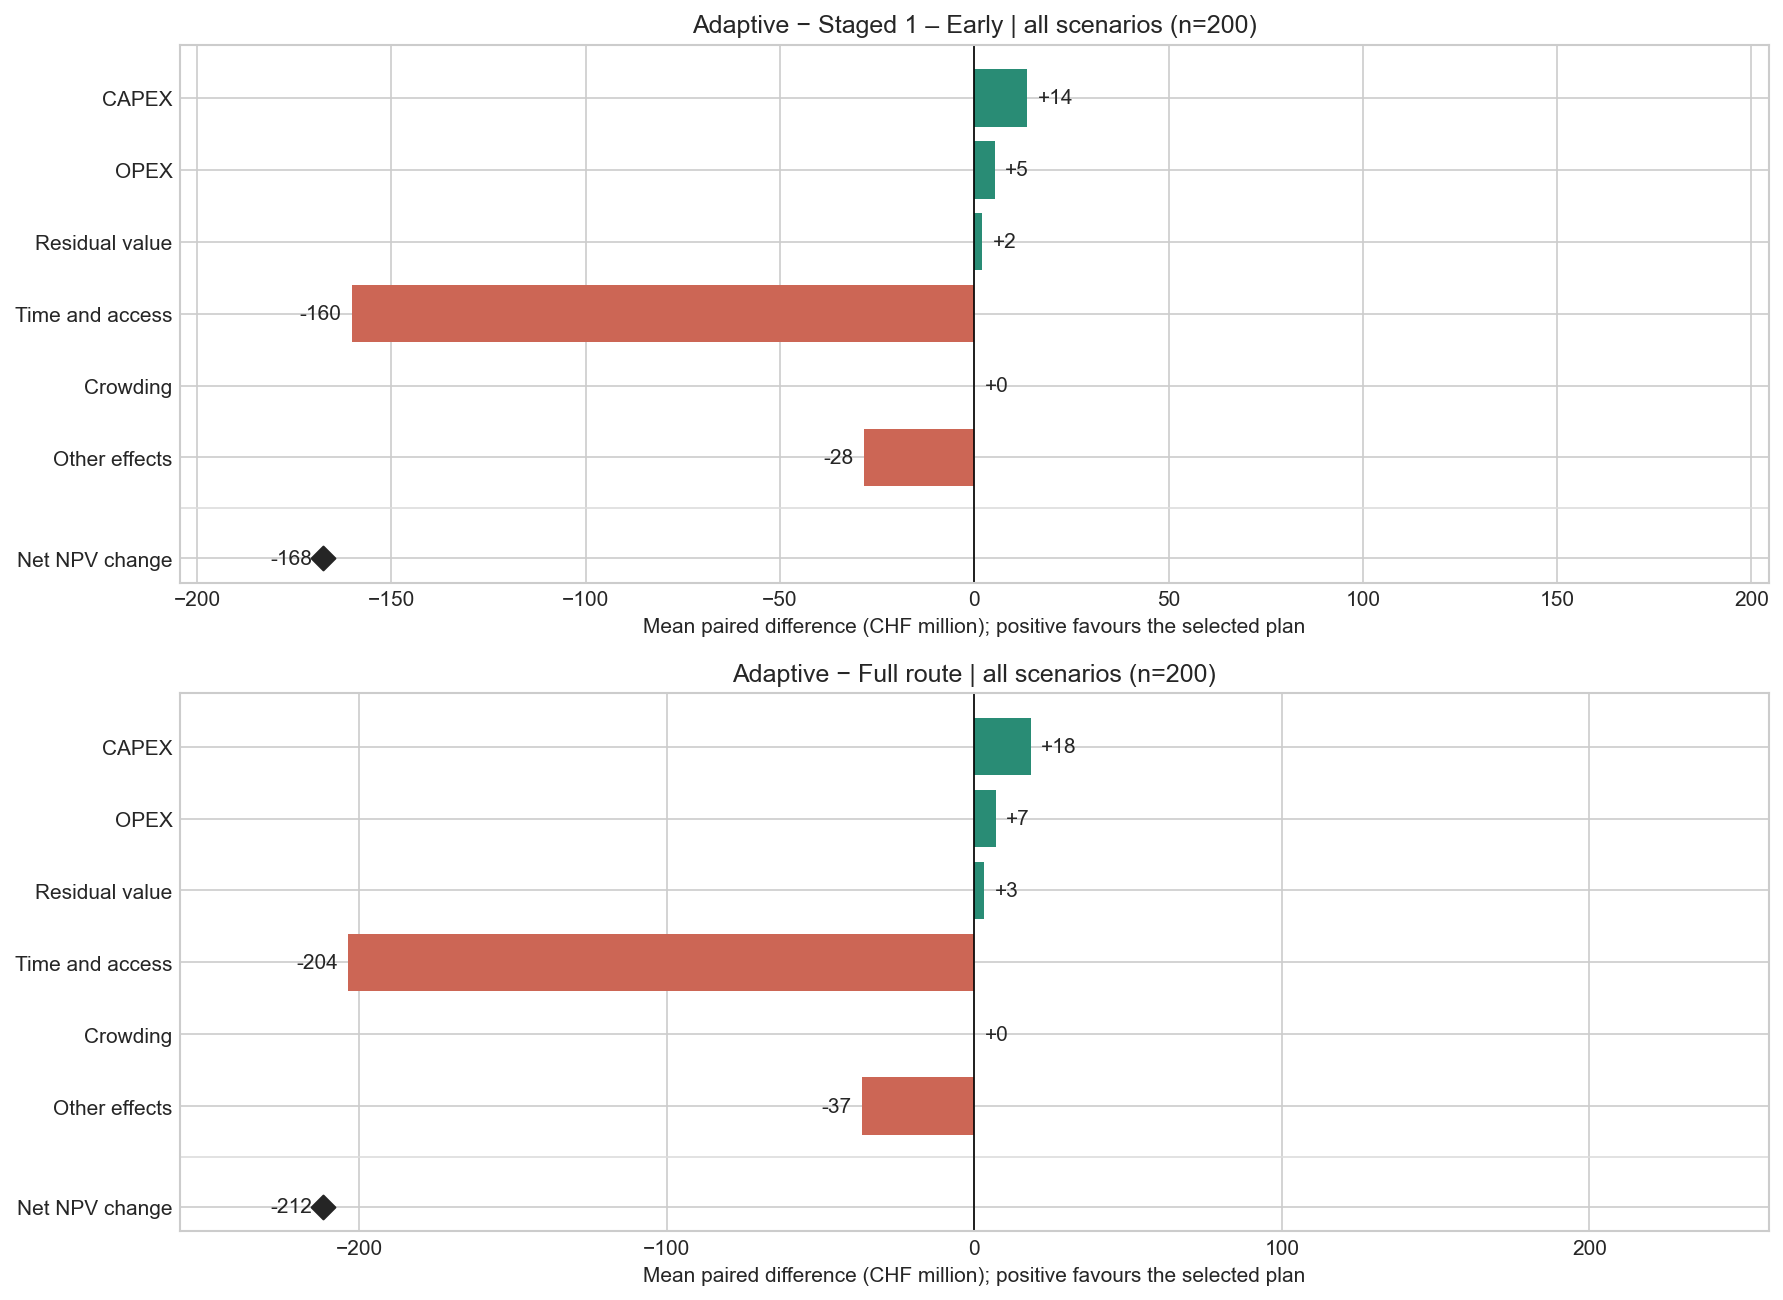 Adaptive − Staged 1 – Early | all scenarios (n=200)
CAPEX +14
OPEX +5
Residual value +2
Time and access -160
Crowding +0
Other effects -28
Net NPV change -168
−200 −150 −100 −50 0 50 100 150 200
Mean paired difference (CHF million); positive favours the selected plan
Adaptive − Full route | all scenarios (n=200)
CAPEX +18
OPEX +7
Residual value +3
Time and access -204
Crowding +0
Other effects -37
Net NPV change -212
−200 −100 0 100 200
Mean paired difference (CHF million); positive favours the selected plan